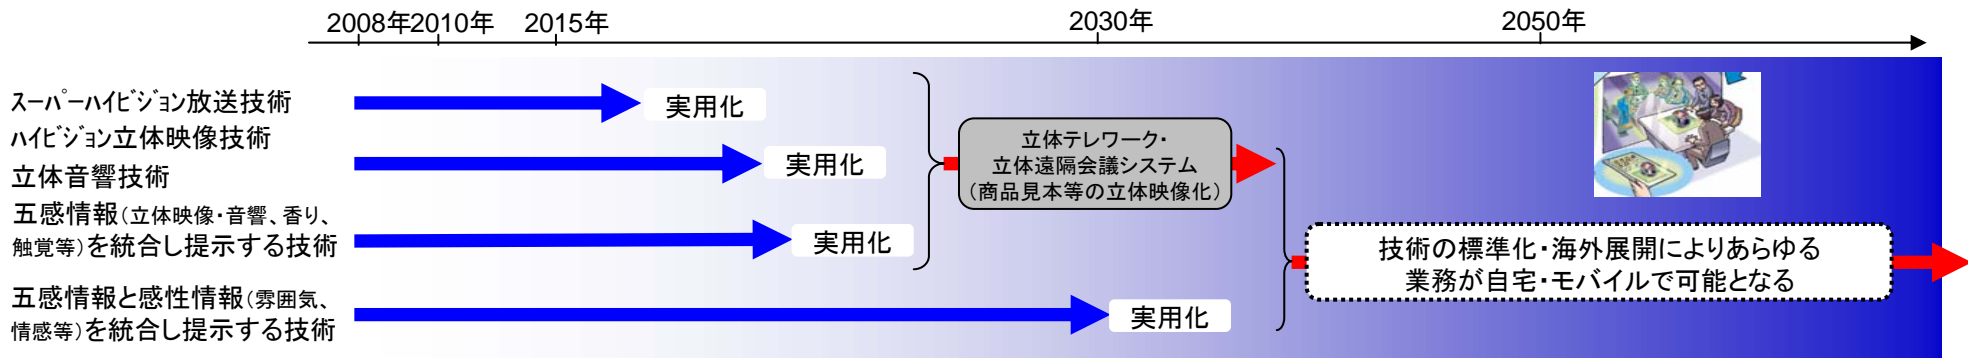 2008年 2010年 2015年 2030年 2050年
スーパーハイビジョン放送技術
実用化
ハイビジョン立体映像技術
立体音響技術
実用化
五感情報(立体映像・音響、香り、
触覚等)を統合し提示する技術
実用化
五感情報と感性情報(雰囲気、
情感等)を統合し提示する技術
実用化
立体テレワーク・
立体遠隔会議システム
(商品見本等の立体映像化)
技術の標準化・海外展開によりあらゆる
業務が自宅・モバイルで可能となる